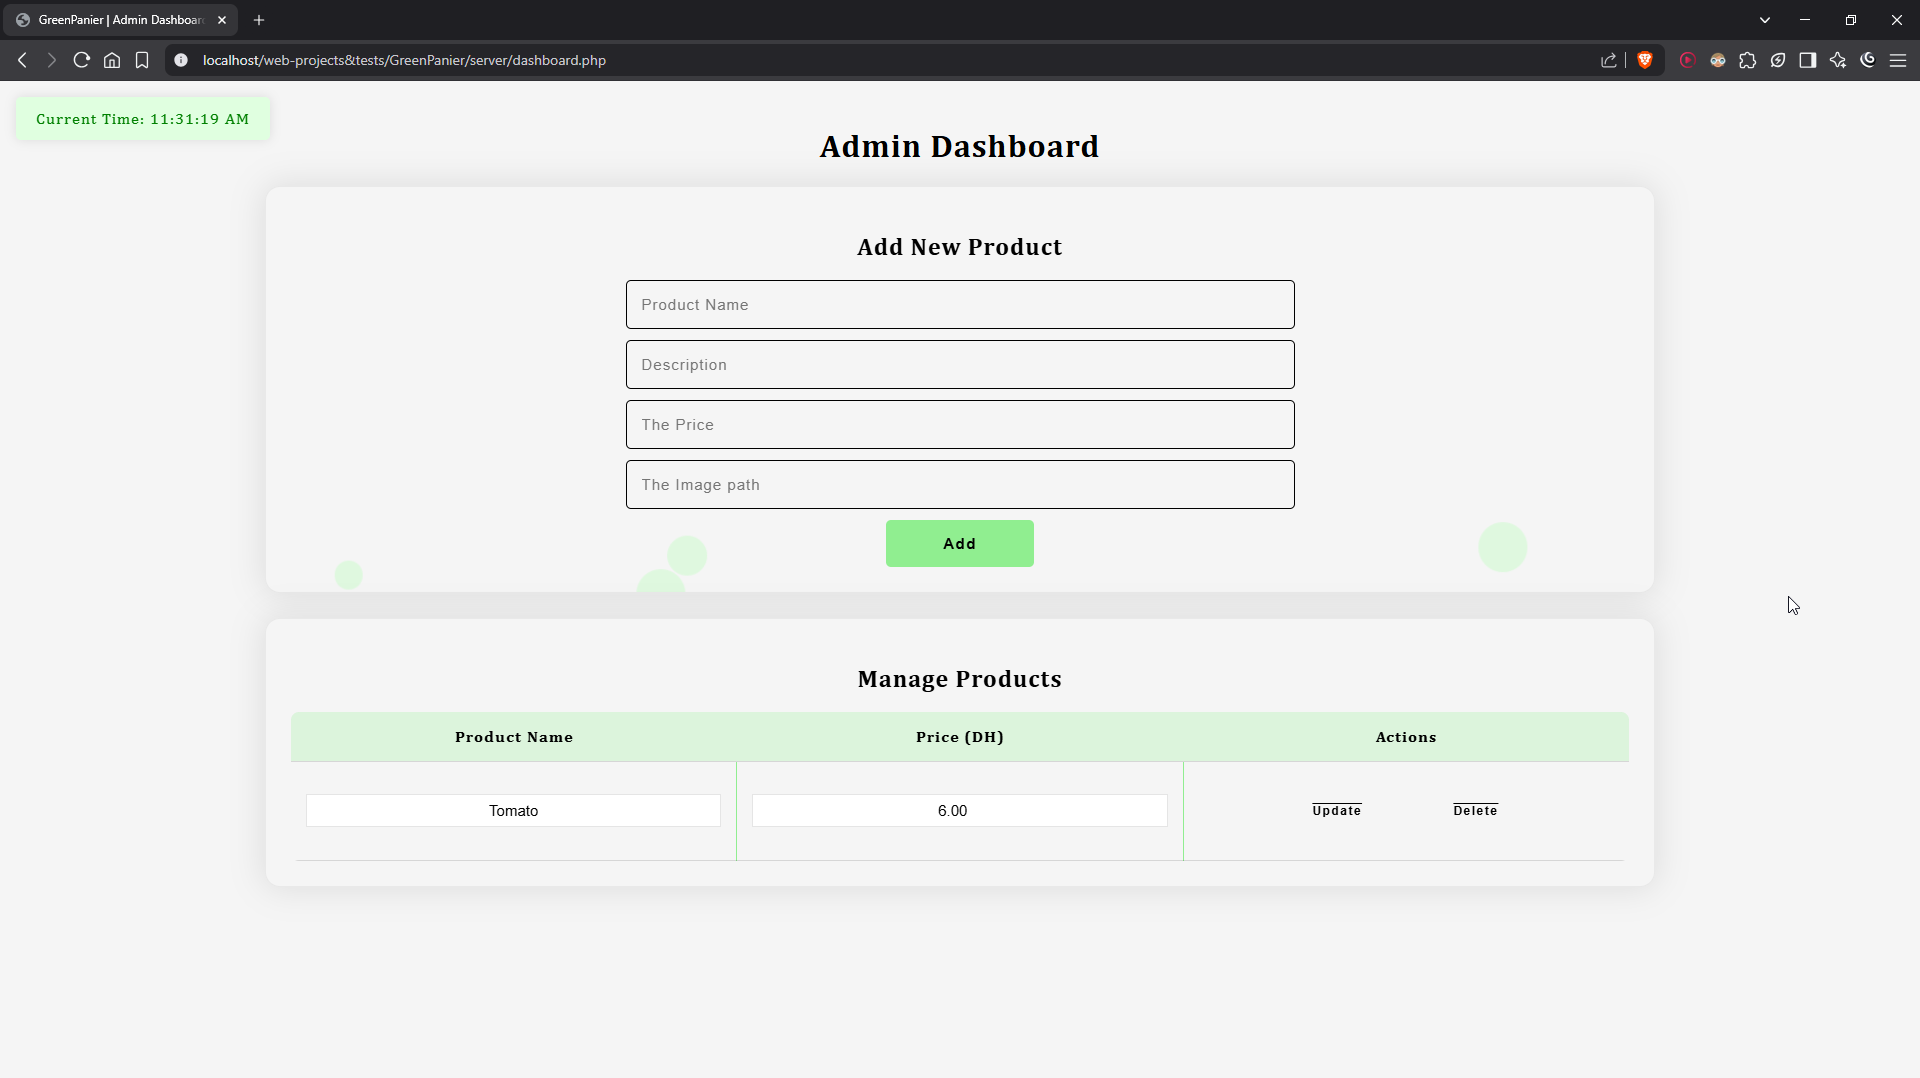 GreenPanier | Admin Dashboar
localhost/web-projects&tests/GreenPanier/server/dashboard.php
Current Time: 11:31:19 AM
Admin Dashboard
Add New Product
Product Name
Description
The Price
The Image path
Add
Manage Products
Product Name Price (DH) Actions
Tomato 6.00 Update Delete